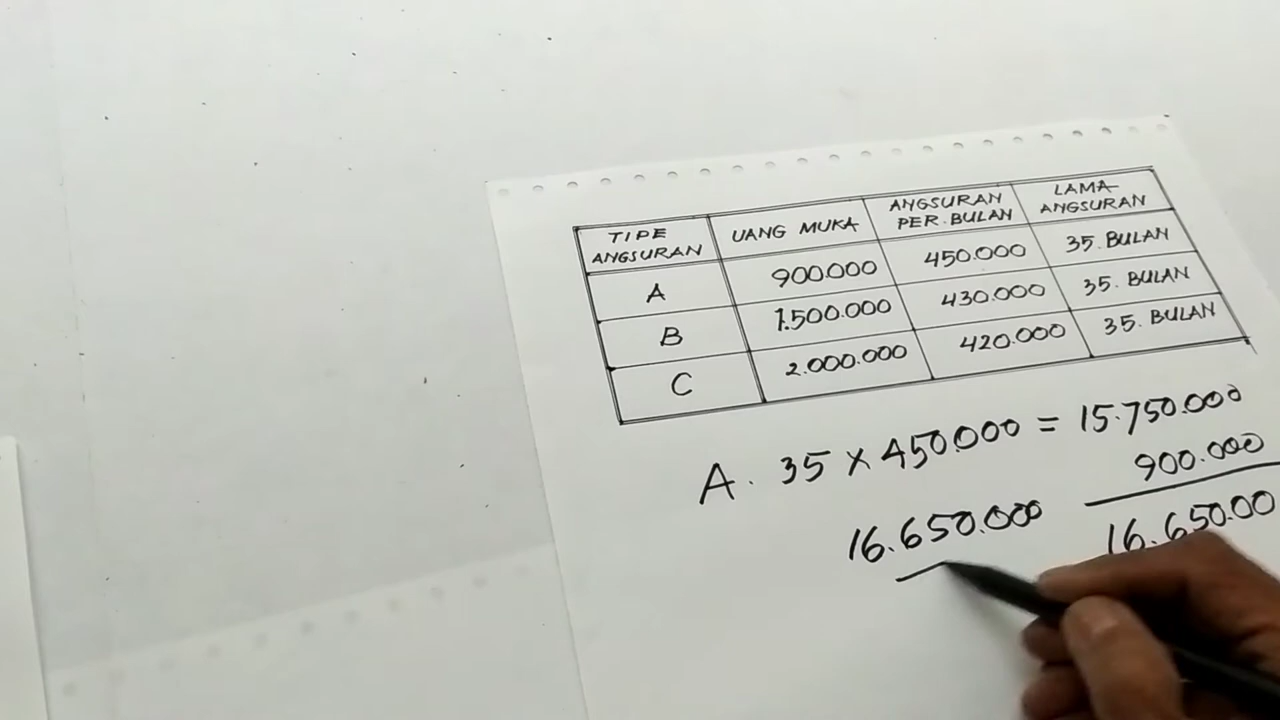 TIPE ANGSURAN UANG MUKA ANGSURAN PER.BULAN LAMA ANGSURAN
A 900.000 450.000 35.BULAN
B 1.500.000 430.000 35.BULAN
C 2.000.000 420.000 35.BULAN
A. 35 × 450.000 = 15.750.000
900.000
16.650.000 16.650.00